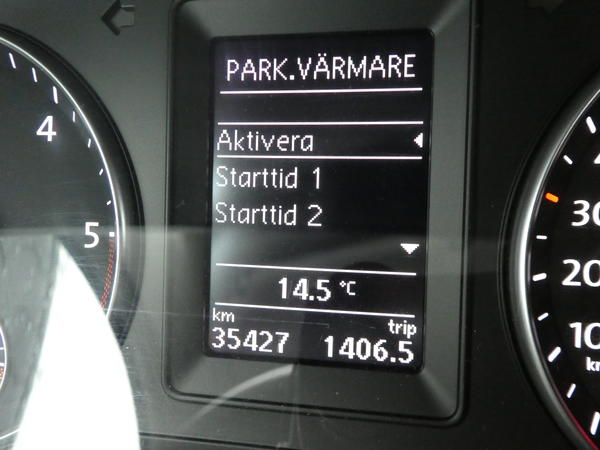 PARK.VÄRMARE
Aktivera
Starttid 1
Starttid 2
14.5 °C
km trip
35427 1406.5
4
5
30
20
10